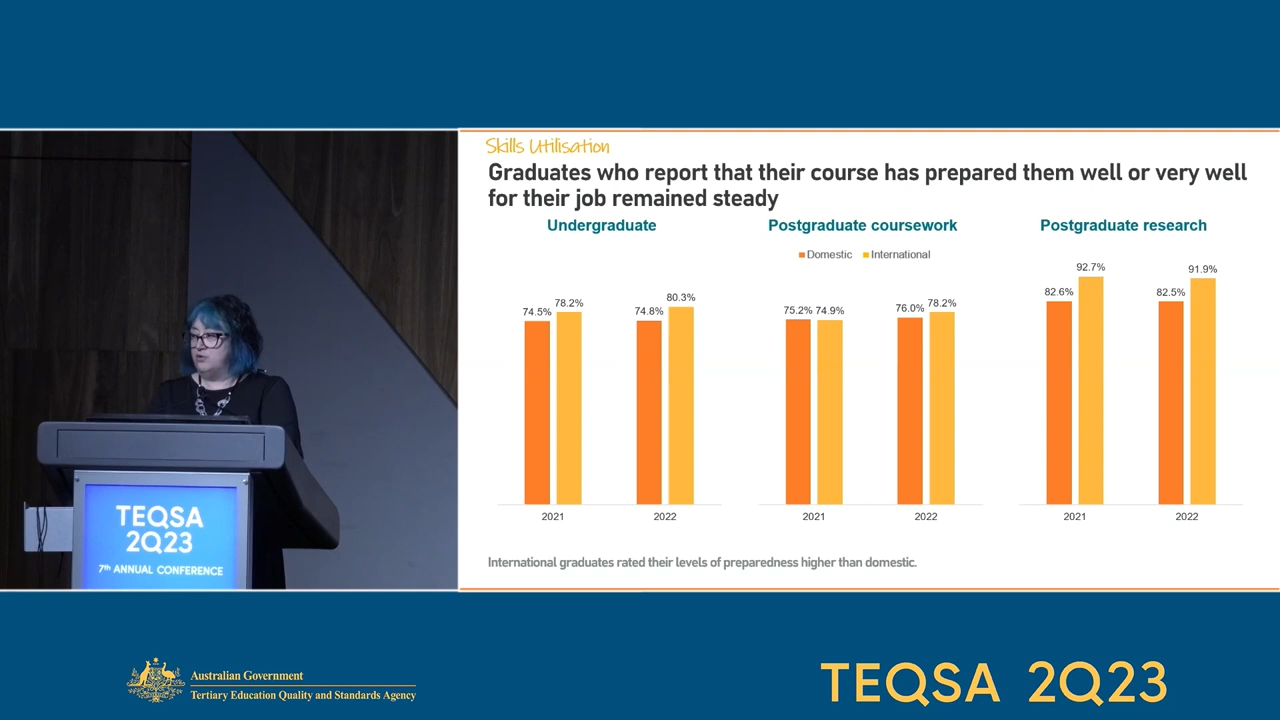 Skills Utilisation
Graduates who report that their course has prepared them well or very well
for their job remained steady
Undergraduate
74.5%
78.2%
74.8%
80.3%
2021
2022
Postgraduate coursework
Domestic
International
75.2%
74.9%
76.0%
78.2%
2021
2022
Postgraduate research
82.6%
92.7%
82.5%
91.9%
2021
2022
International graduates rated their levels of preparedness higher than domestic.
TEQSA
2Q23
7th ANNUAL CONFERENCE
Australian Government
Tertiary Education Quality and Standards Agency
TEQSA 2Q23